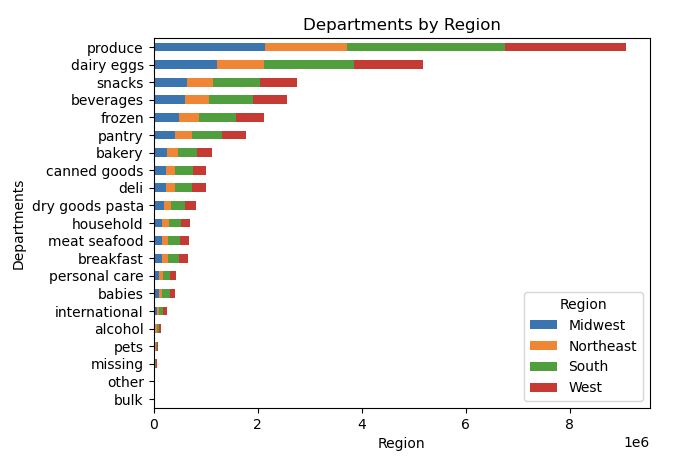 Departments by Region
Departments
produce
dairy eggs
snacks
beverages
frozen
pantry
bakery
canned goods
deli
dry goods pasta
household
meat seafood
breakfast
personal care
babies
international
alcohol
pets
missing
other
bulk
Region
Midwest
Northeast
South
West
0 2 4 6 8
1e6
Region